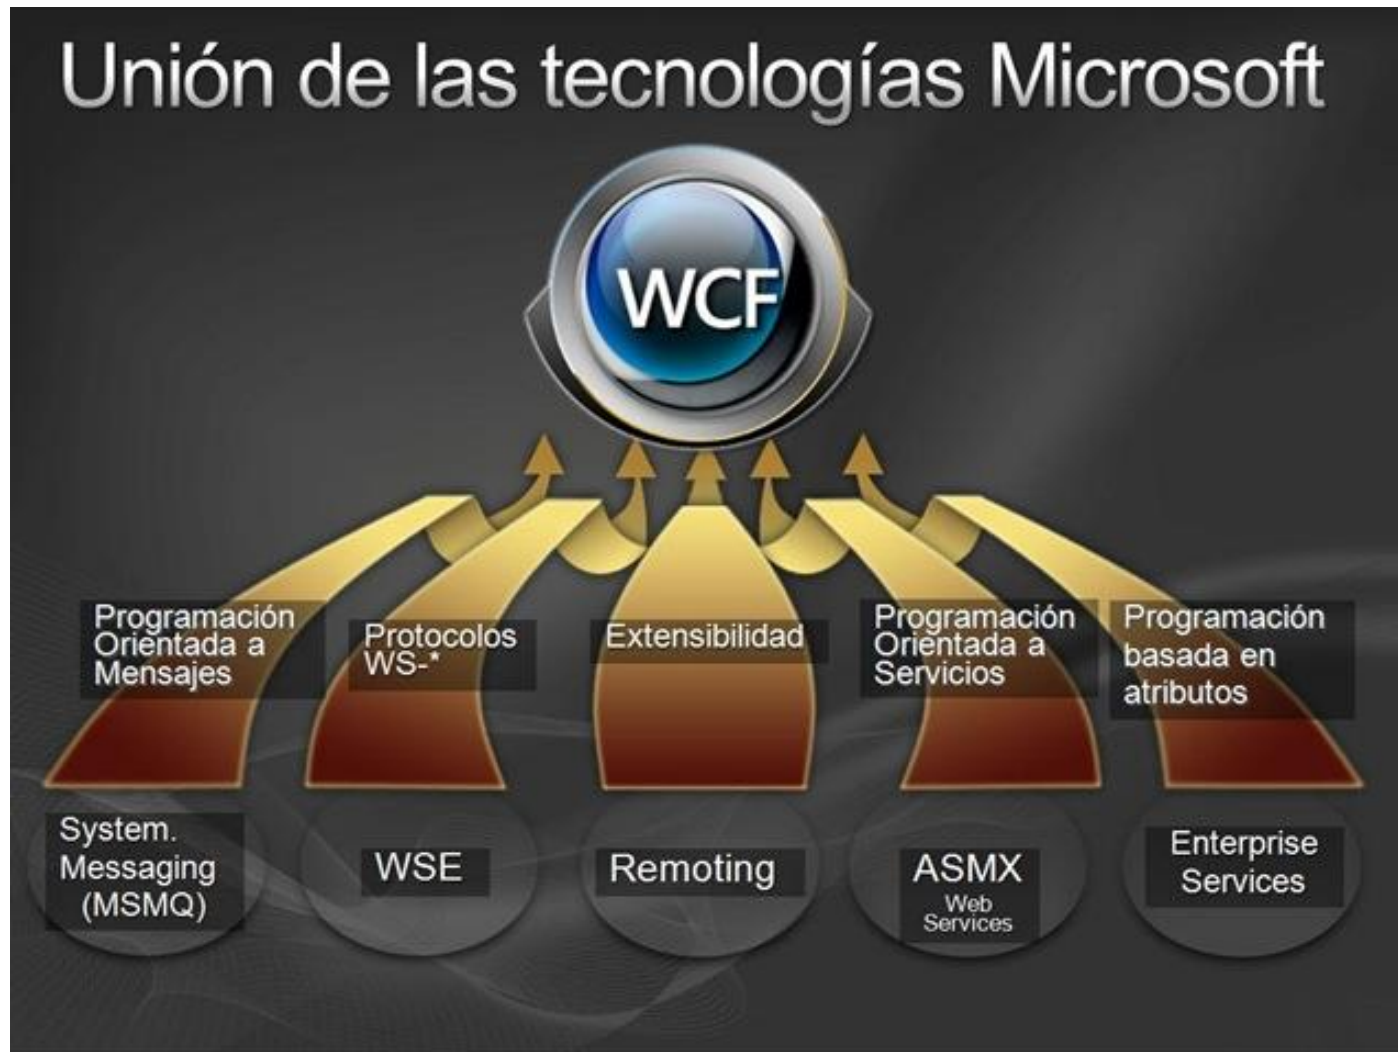 Unión de las tecnologías Microsoft
WCF
Programación
Orientada a
Mensajes
Protocolos
WS-*
Extensibilidad
Programación
Orientada a
Servicios
Programación
basada en
atributos
System.
Messaging
(MSMQ)
WSE
Remoting
ASMX
Web
Services
Enterprise
Services